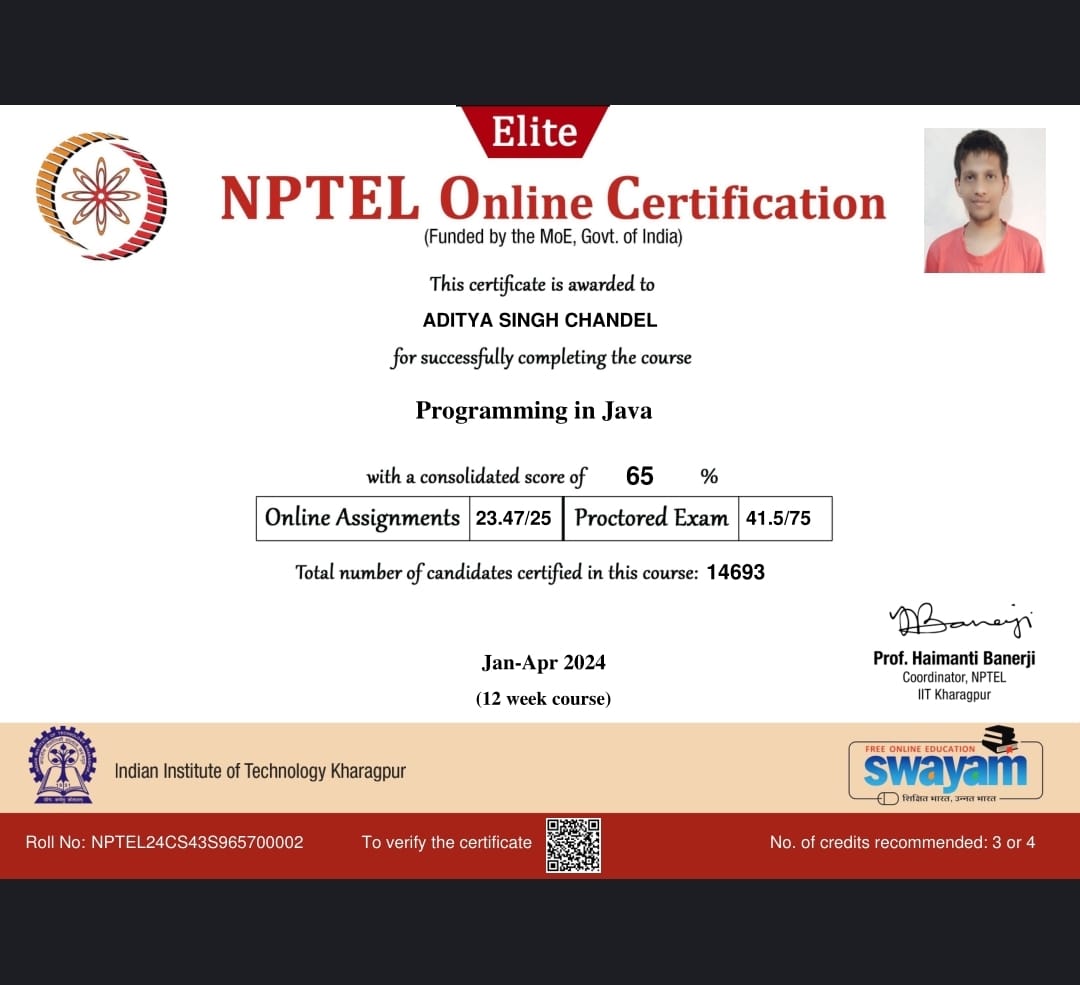 Elite
NPTEL Online Certification
(Funded by the MoE, Govt. of India)
This certificate is awarded to
ADITYA SINGH CHANDEL
for successfully completing the course
Programming in Java
with a consolidated score of 65 %
Online Assignments 23.47/25 Proctored Exam 41.5/75
Total number of candidates certified in this course: 14693
Banerji
Prof. Haimanti Banerji
Coordinator, NPTEL
IIT Kharagpur
Jan-Apr 2024
(12 week course)
Indian Institute of Technology Kharagpur
FREE ONLINE EDUCATION
swayam
शिक्षित भारत, उन्नत भारत
Roll No: NPTEL24CS43S965700002 To verify the certificate No. of credits recommended: 3 or 4